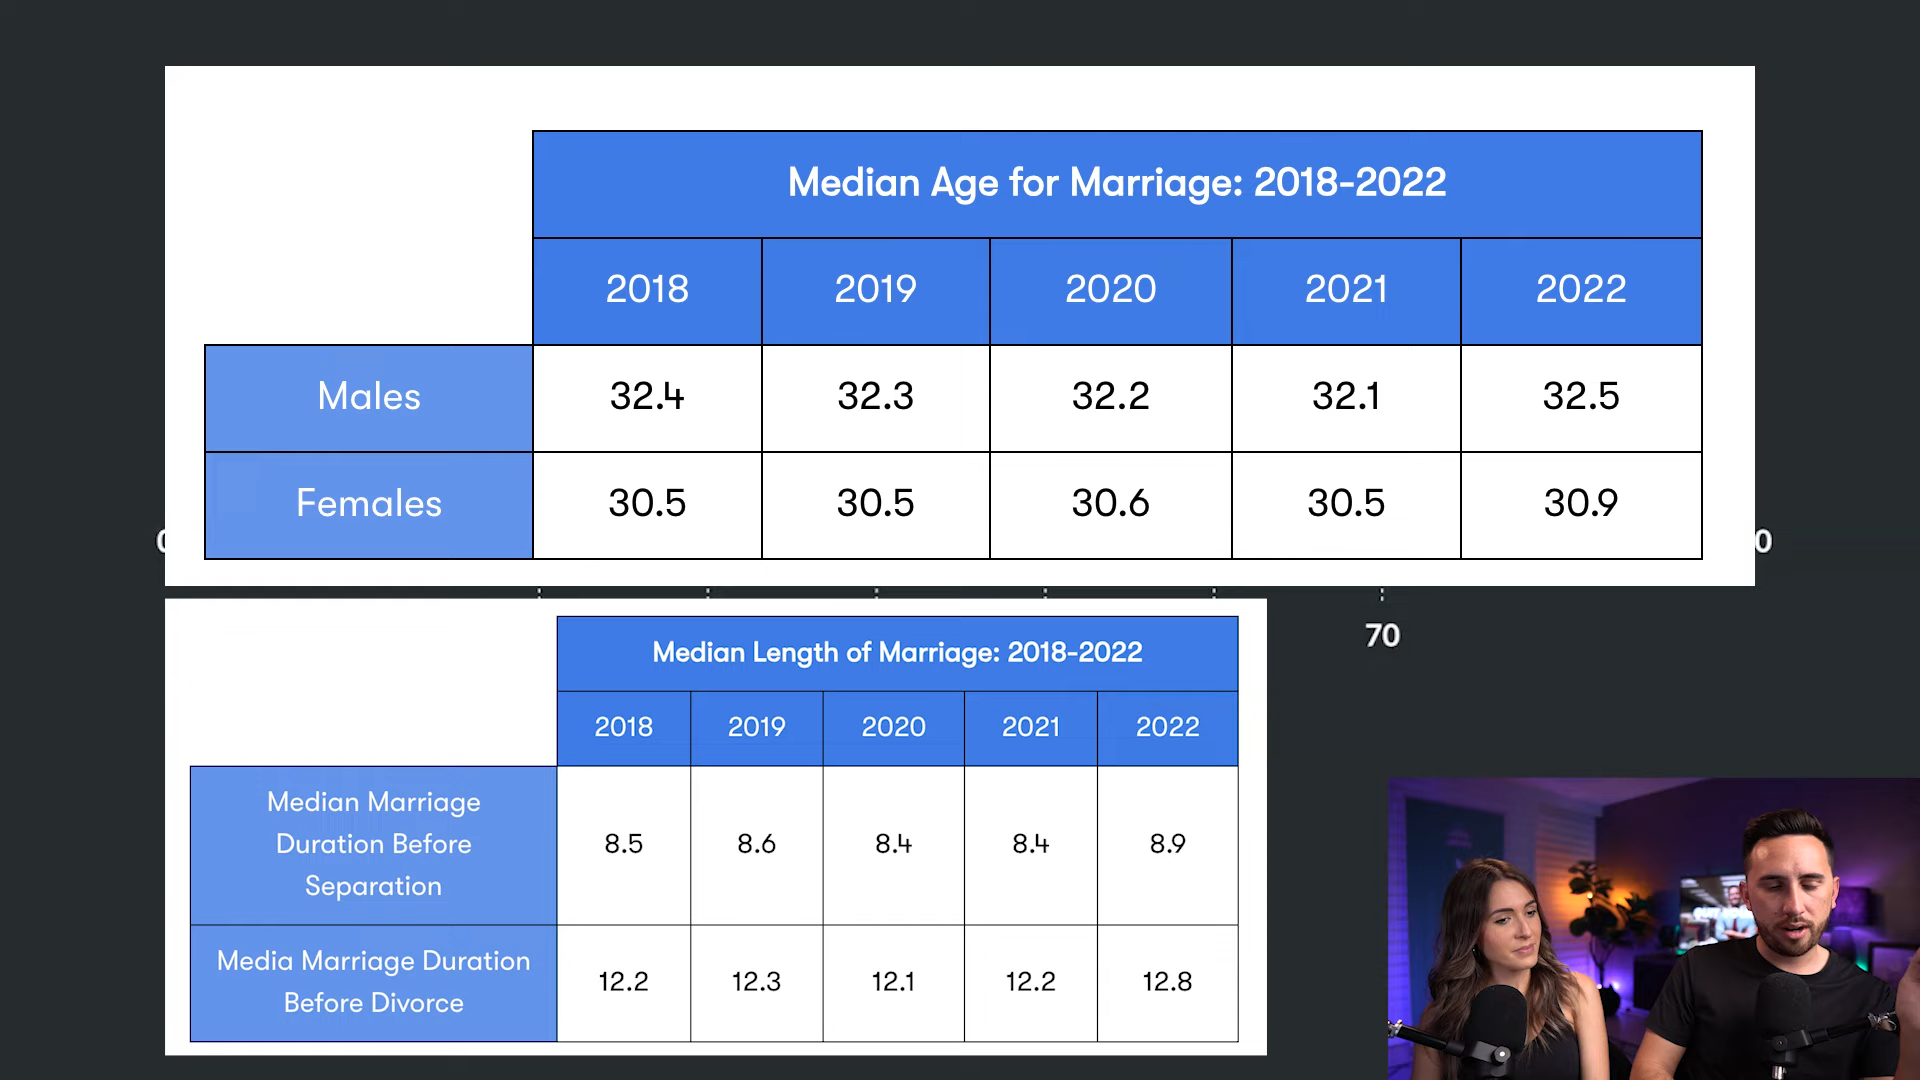 Median Age for Marriage: 2018-2022
2018 2019 2020 2021 2022
Males 32.4 32.3 32.2 32.1 32.5
Females 30.5 30.5 30.6 30.5 30.9
0 0
70
Median Length of Marriage: 2018-2022
2018 2019 2020 2021 2022
Median Marriage
Duration Before
Separation
8.5 8.6 8.4 8.4 8.9
Media Marriage Duration
Before Divorce
12.2 12.3 12.1 12.2 12.8